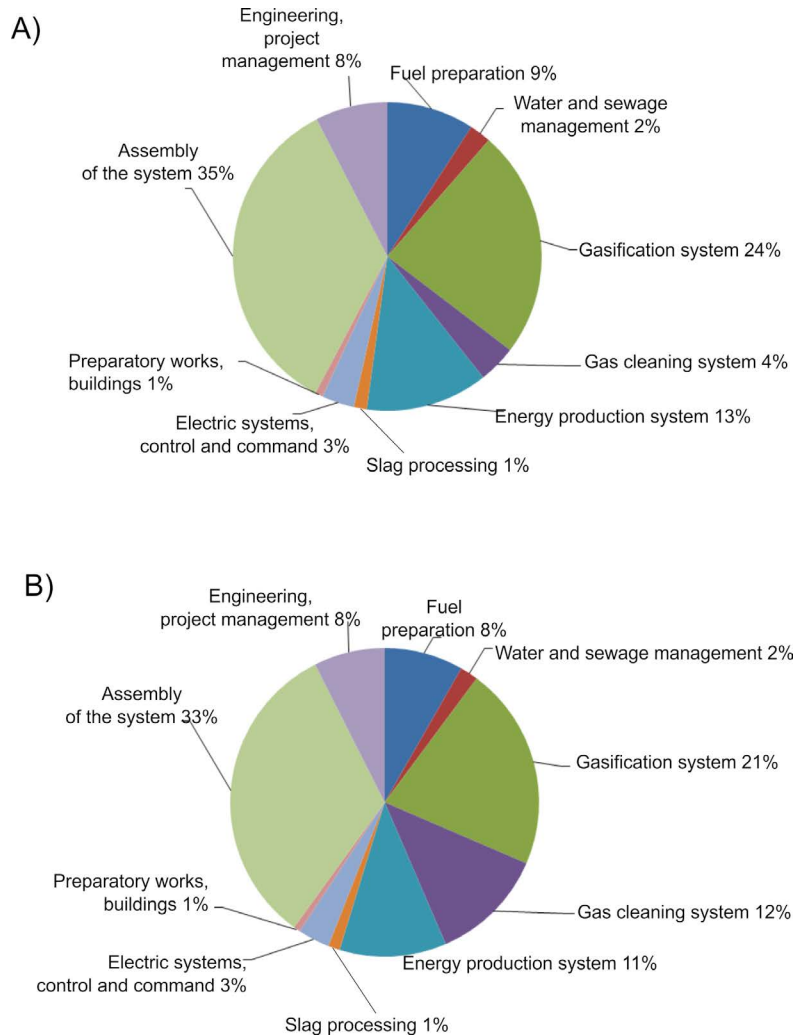 A)
Engineering,
project
management 8%
Fuel preparation 9%
Water and sewage
management 2%
Assembly
of the system 35%
Gasification system 24%
Preparatory works,
buildings 1%
Gas cleaning system 4%
Energy production system 13%
Electric systems,
control and command 3%
Slag processing 1%
B)
Engineering,
project management 8%
Fuel
preparation 8%
Water and sewage management 2%
Assembly
of the system 33%
Gasification system 21%
Preparatory works,
buildings 1%
Gas cleaning system 12%
Energy production system 11%
Electric systems,
control and command 3%
Slag processing 1%